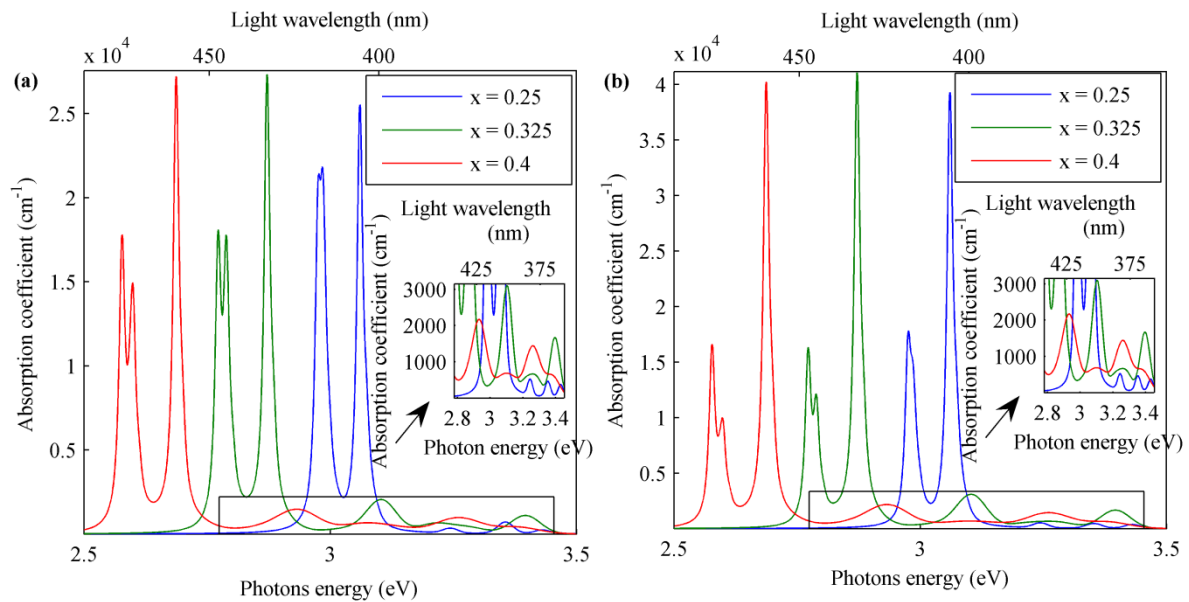 Light wavelength (nm)
x 10^4
450
400
(a)
x = 0.25
x = 0.325
x = 0.4
2.5
2
1.5
1
0.5
Absorption coefficient (cm^-1)
Light wavelength
(nm)
425
375
3000
2000
1000
Absorption coefficient (cm^-1)
2.8
3
3.2
3.4
Photon energy (eV)
2.5
3
3.5
Photons energy (eV)
Light wavelength (nm)
x 10^4
450
400
(b)
x = 0.25
x = 0.325
x = 0.4
4
3.5
3
2.5
2
1.5
1
0.5
Absorption coefficient (cm^-1)
Light wavelength
(nm)
425
375
3000
2000
1000
Absorption coefficient (cm^-1)
2.8
3
3.2
3.4
Photon energy (eV)
2.5
3
3.5
Photons energy (eV)